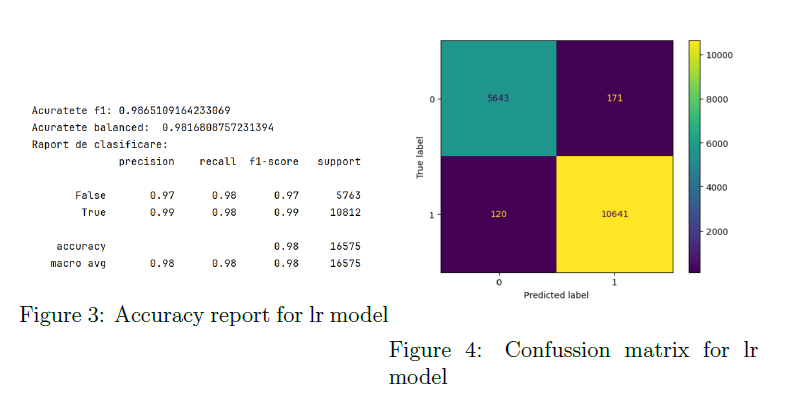 Acuratete f1: 0.9865109164233069
Acuratete balanced:  0.9816808757231394
Raport de clasificare:
precision recall f1-score support
False 0.97 0.98 0.97 5763
True 0.99 0.98 0.99 10812
accuracy 0.98 16575
macro avg 0.98 0.98 0.98 16575
Figure 3: Accuracy report for lr model
True label
0
1
5643 171
120 10641
0 1
Predicted label
10000
8000
6000
4000
2000
Figure 4: Confussion matrix for lr
model